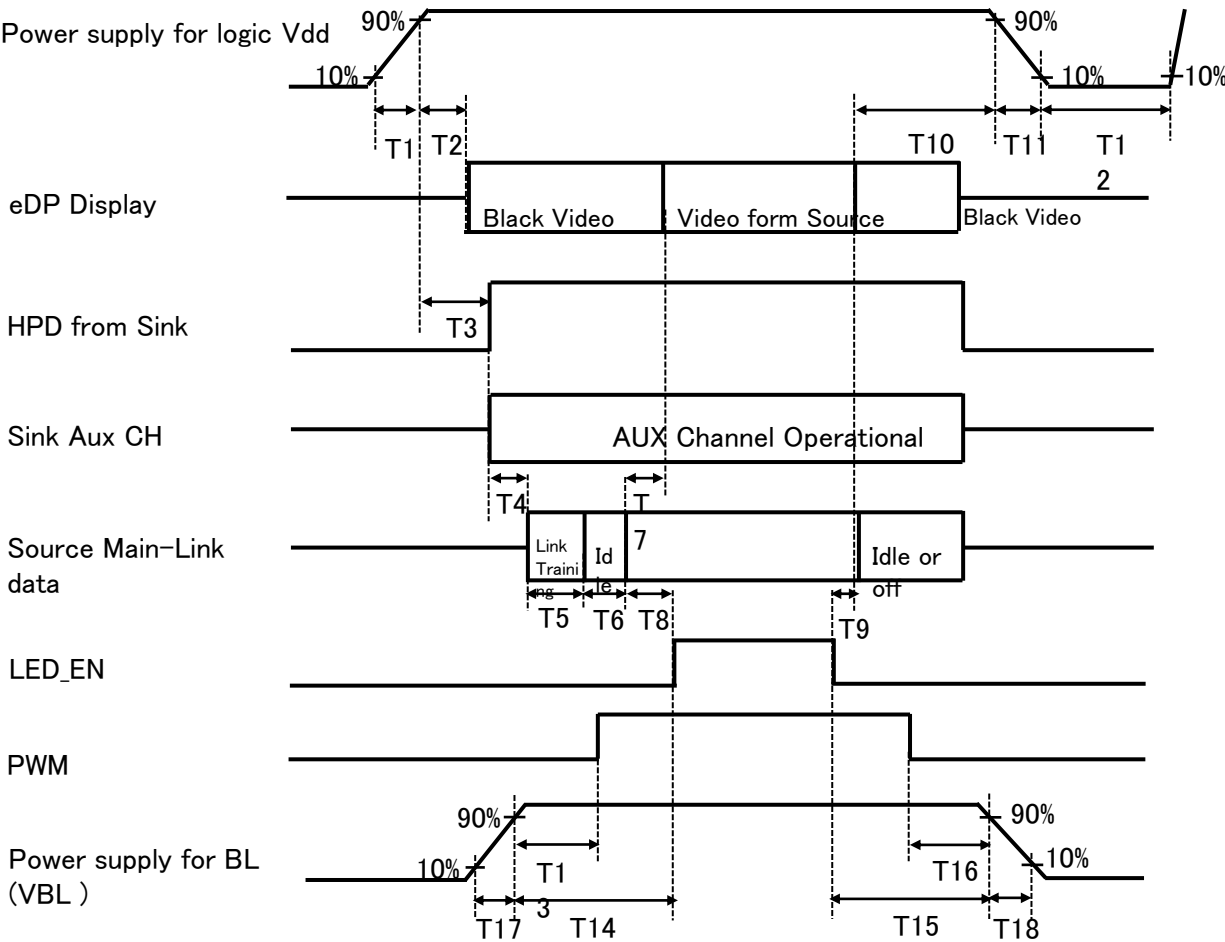 90%
90%
Power supply for logic Vdd
10%
10%
10%
T1
T2
T10
T11
T1
2
eDP Display
Black Video
Video form Source
Black Video
T3
HPD from Sink
Sink Aux CH
AUX Channel Operational
T4
T
7
Source Main-Link
data
Link
Traini
ng
Id
le
Idle or
off
T5
T6
T8
T9
LED_EN
PWM
90%
90%
Power supply for BL
(VBL )
10%
10%
T1
3
T16
T17
T14
T15
T18